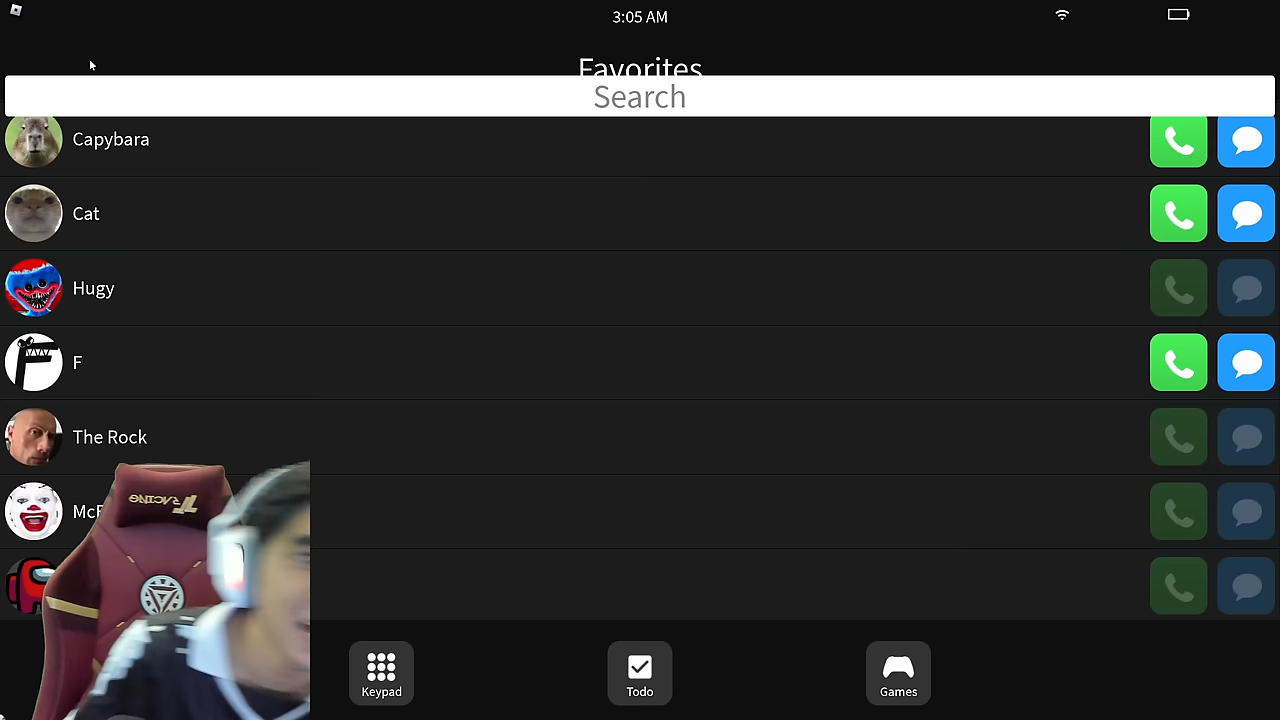 3:05 AM
Favorites
Search
Capybara
Cat
Hugy
F
The Rock
Keypad
Todo
Games